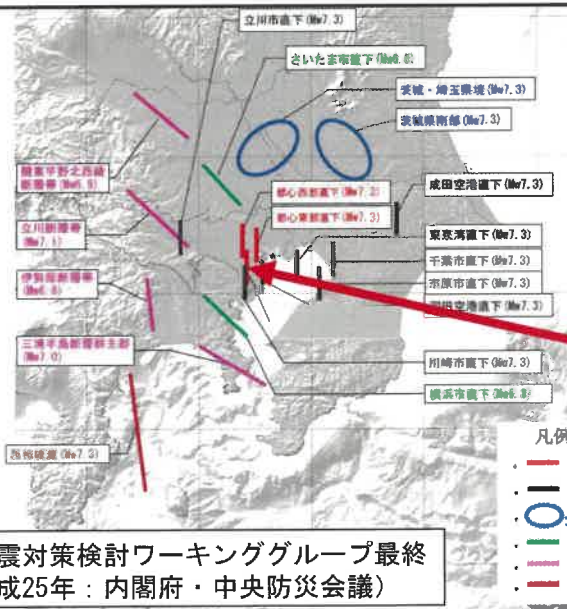 立川市直下(Mw7.3)
さいたま市直下(Mw6.8)
茨城・埼玉県境(Mw7.3)
茨城県南部(Mw7.3)
関東平野北西縁
断層帯(Mw6.9)
都心西部直下(Mw7.3)
成田空港直下(Mw7.3)
都心東部直下(Mw7.3)
立川断層帯
(Mw7.1)
東京湾直下(Mw7.3)
千葉市直下(Mw7.3)
伊勢原断層帯
(Mw6.8)
市原市直下(Mw7.3)
羽田空港直下(Mw7.3)
三浦半島断層群主部
(Mw7.0)
川崎市直下(Mw7.3)
横浜市直下(Mw6.8)
西相模灘(Mw7.3)
凡例
震対策検討ワーキンググループ最終
成25年：内閣府・中央防災会議）